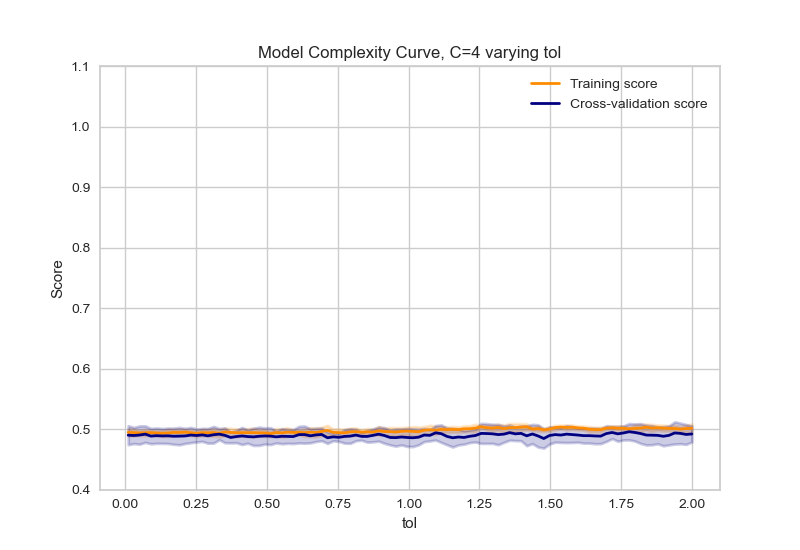 Model Complexity Curve, C=4 varying tol
Training score
Cross-validation score
1.1
1.0
0.9
0.8
0.7
0.6
0.5
0.4
Score
0.00 0.25 0.50 0.75 1.00 1.25 1.50 1.75 2.00
tol